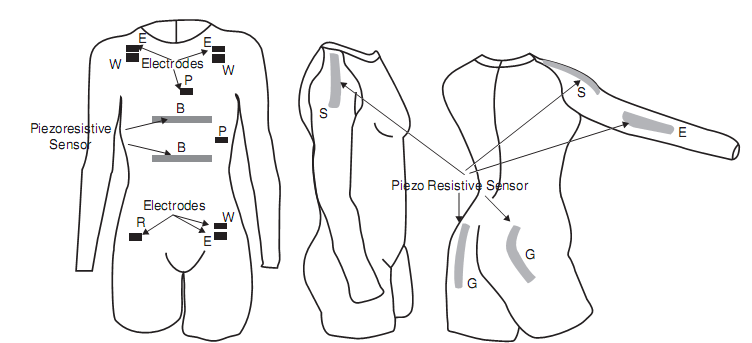 E
E
W
Electrodes
W
P
B
Piezoresistive
Sensor
P
B
Electrodes
R
W
E
S
S
E
Piezo Resistive Sensor
G
G